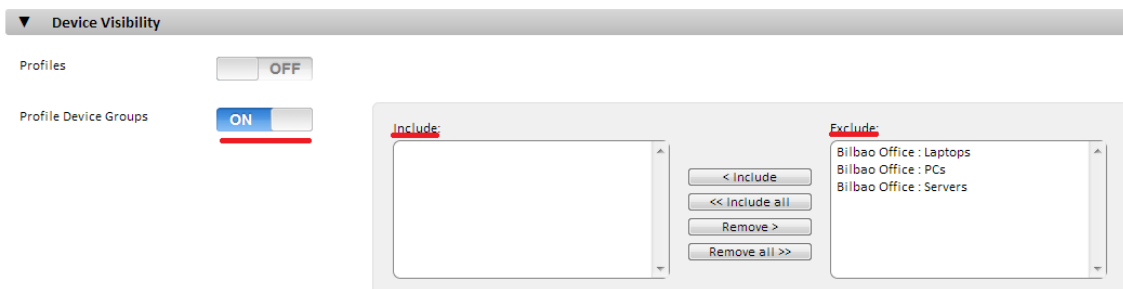 ▼ Device Visibility
Profiles
OFF
Profile Device Groups
ON
Include:
Exclude:
Bilbao Office : Laptops
Bilbao Office : PCs
Bilbao Office : Servers
< Include
<< Include all
Remove >
Remove all >>